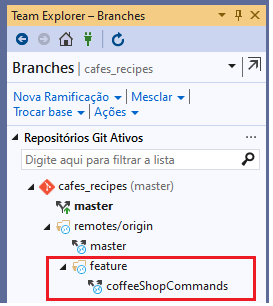 Team Explorer – Branches
Branches | cafes_recipes
Nova Ramificação Mesclar
Trocar base Ações
Repositórios Git Ativos
Digite aqui para filtrar a lista
cafes_recipes (master)
master
remotes/origin
master
feature
coffeeShopCommands